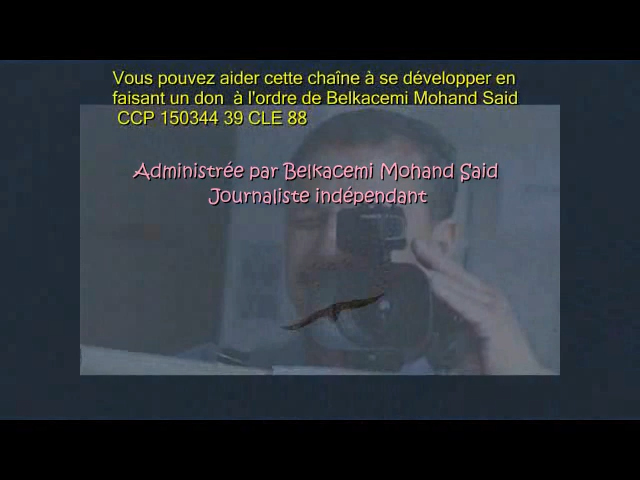 Vous pouvez aider cette chaîne à se développer en
faisant un don à l'ordre de Belkacemi Mohand Said
CCP 150344 39 CLE 88
Administrée par Belkacemi Mohand Said
Journaliste indépendant